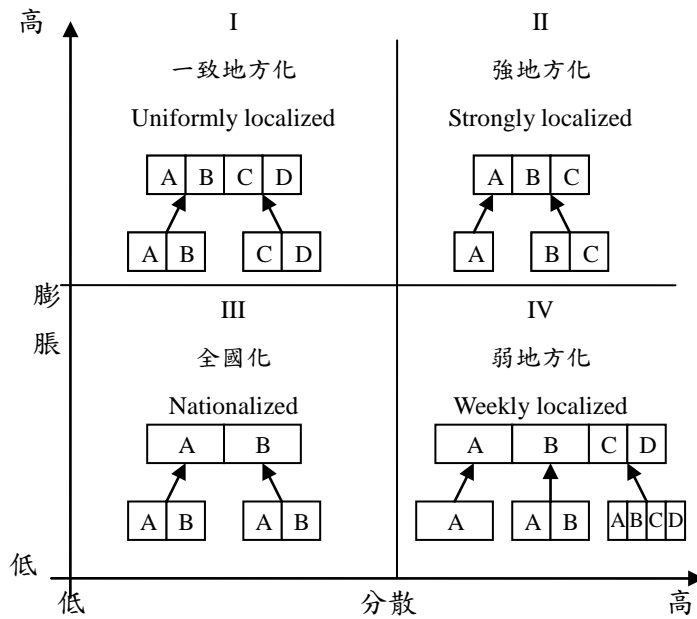 高
I II
一致地方化 強地方化
Uniformly localized Strongly localized
A B C D A B C
A B C D A B C
膨
脹
III IV
全國化 弱地方化
Nationalized Weekly localized
A B A B C D
A B A B A A B A B C D
低
低 分散 高